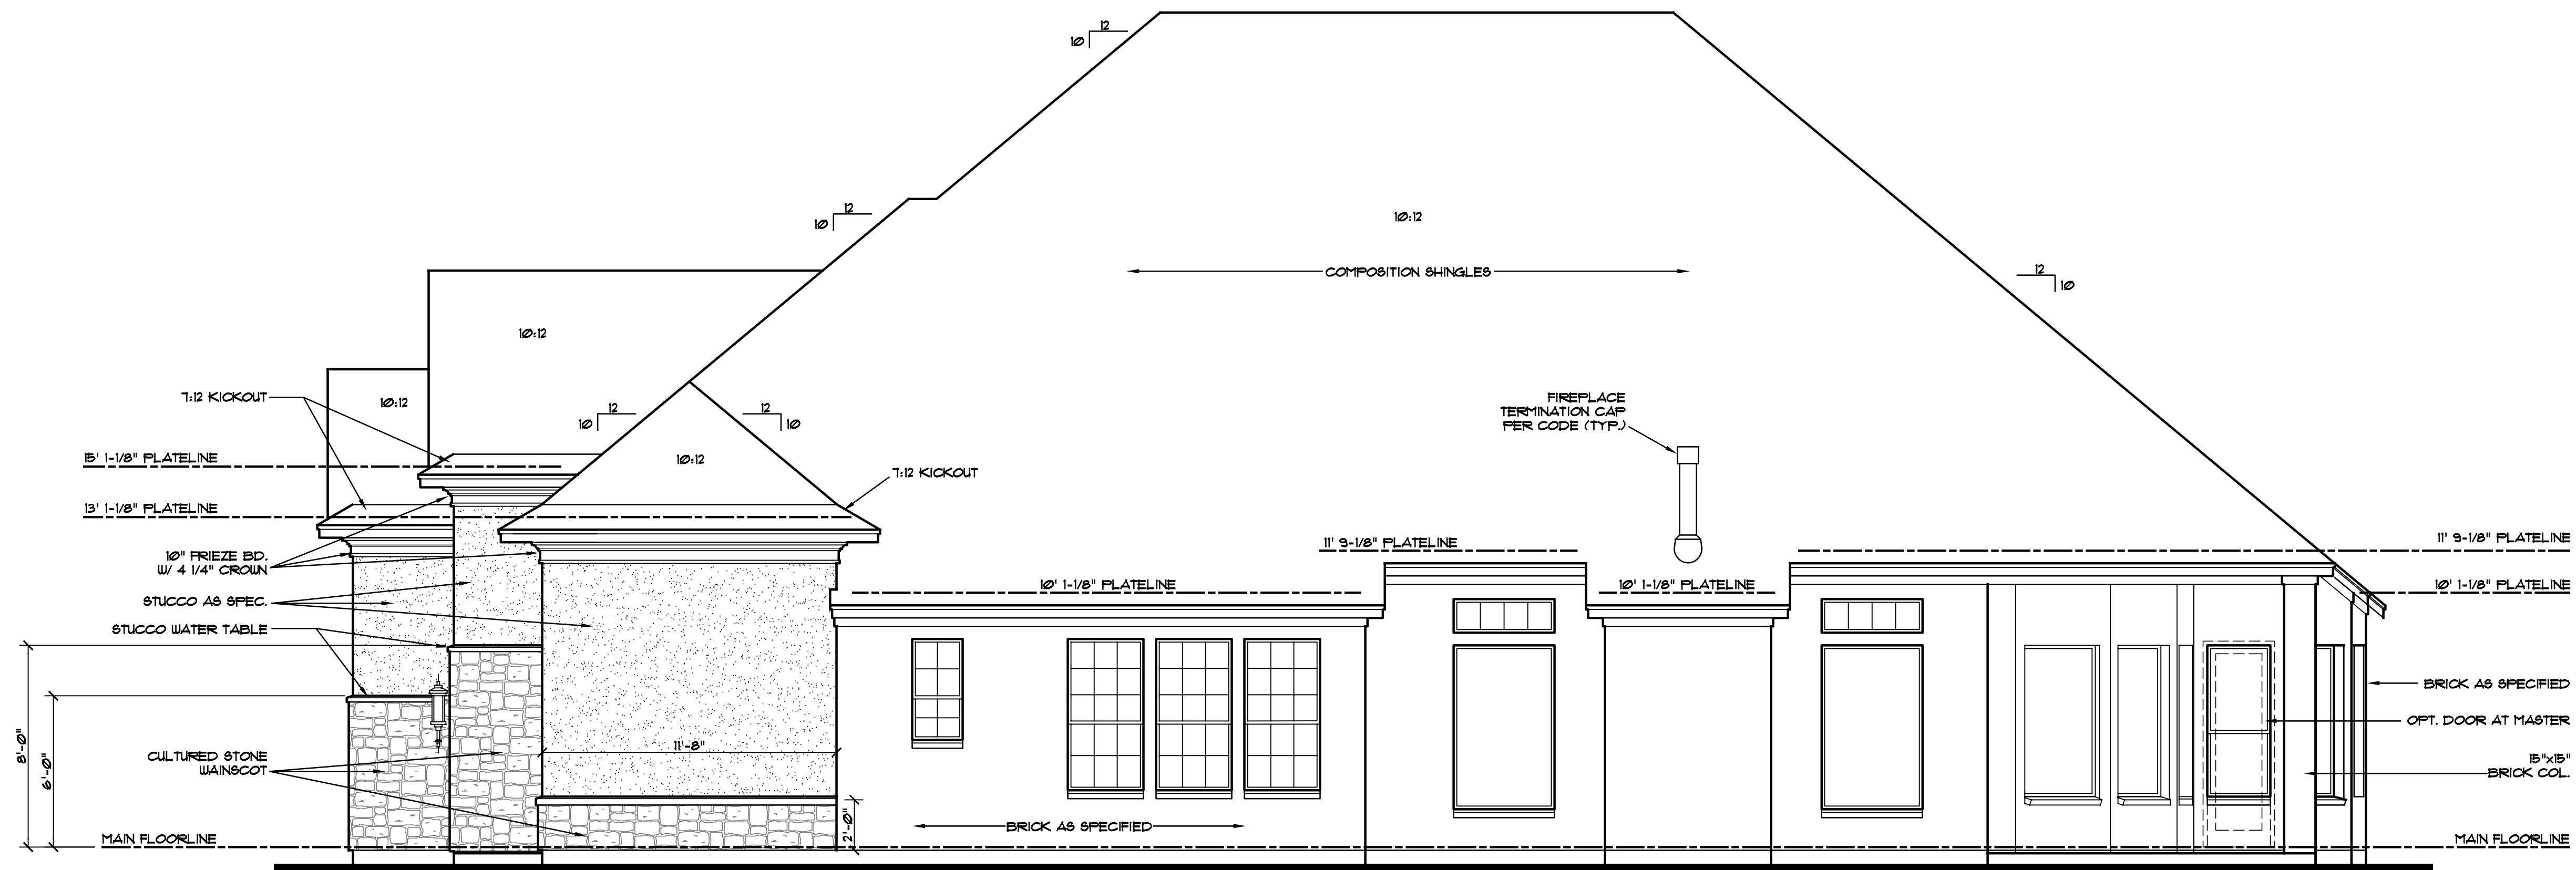 12
10
12
10
10:12
COMPOSITION SHINGLES
12
10
10:12
7:12 KICKOUT
10:12
12
10
12
10
10:12
7:12 KICKOUT
FIREPLACE
TERMINATION CAP
PER CODE (TYP.)
15' 1-1/8" PLATELINE
13' 1-1/8" PLATELINE
10" FRIEZE BD.
W/ 4 1/4" CROWN
STUCCO AS SPEC.
STUCCO WATER TABLE
8'-0"
6'-0"
CULTURED STONE
WAINSCOT
MAIN FLOORLINE
11'-8"
2'-0"
10' 1-1/8" PLATELINE
11' 9-1/8" PLATELINE
10' 1-1/8" PLATELINE
BRICK AS SPECIFIED
11' 9-1/8" PLATELINE
10' 1-1/8" PLATELINE
BRICK AS SPECIFIED
OPT. DOOR AT MASTER
15"x15"
BRICK COL.
MAIN FLOORLINE